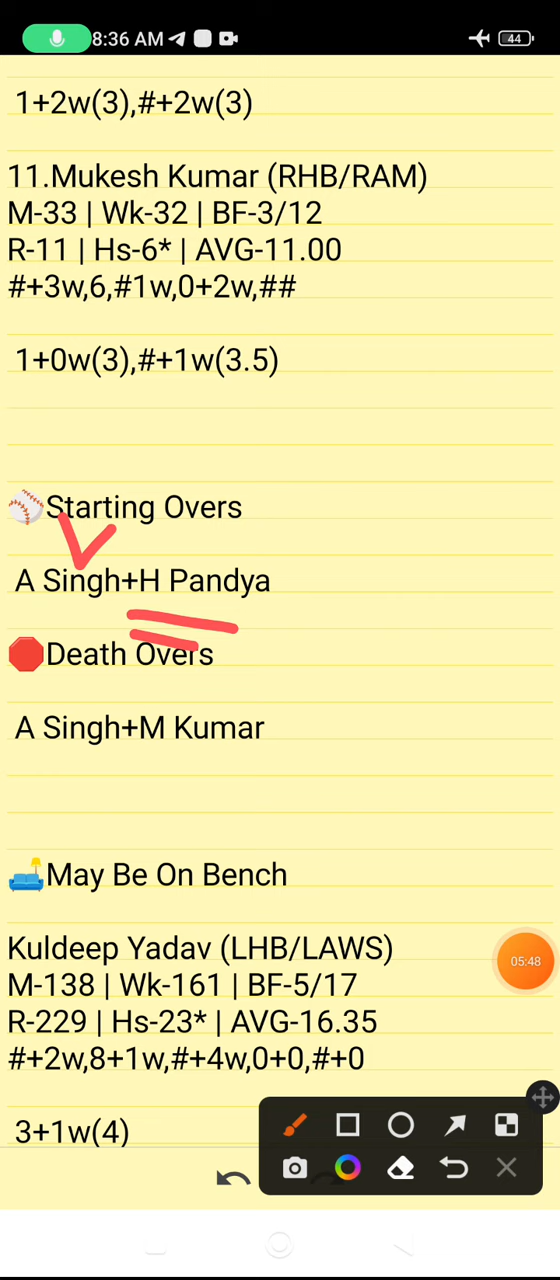 8:36 AM
44
1+2w(3),#+2w(3)
11.Mukesh Kumar (RHB/RAM)
M-33 | Wk-32 | BF-3/12
R-11 | Hs-6* | AVG-11.00
#+3w,6,#1w,0+2w,##
1+0w(3),#+1w(3.5)
Starting Overs
A Singh+H Pandya
Death Overs
A Singh+M Kumar
May Be On Bench
Kuldeep Yadav (LHB/LAWS)
M-138 | Wk-161 | BF-5/17
05:48
R-229 | Hs-23* | AVG-16.35
#+2w,8+1w,#+4w,0+0,#+0
3+1w(4)